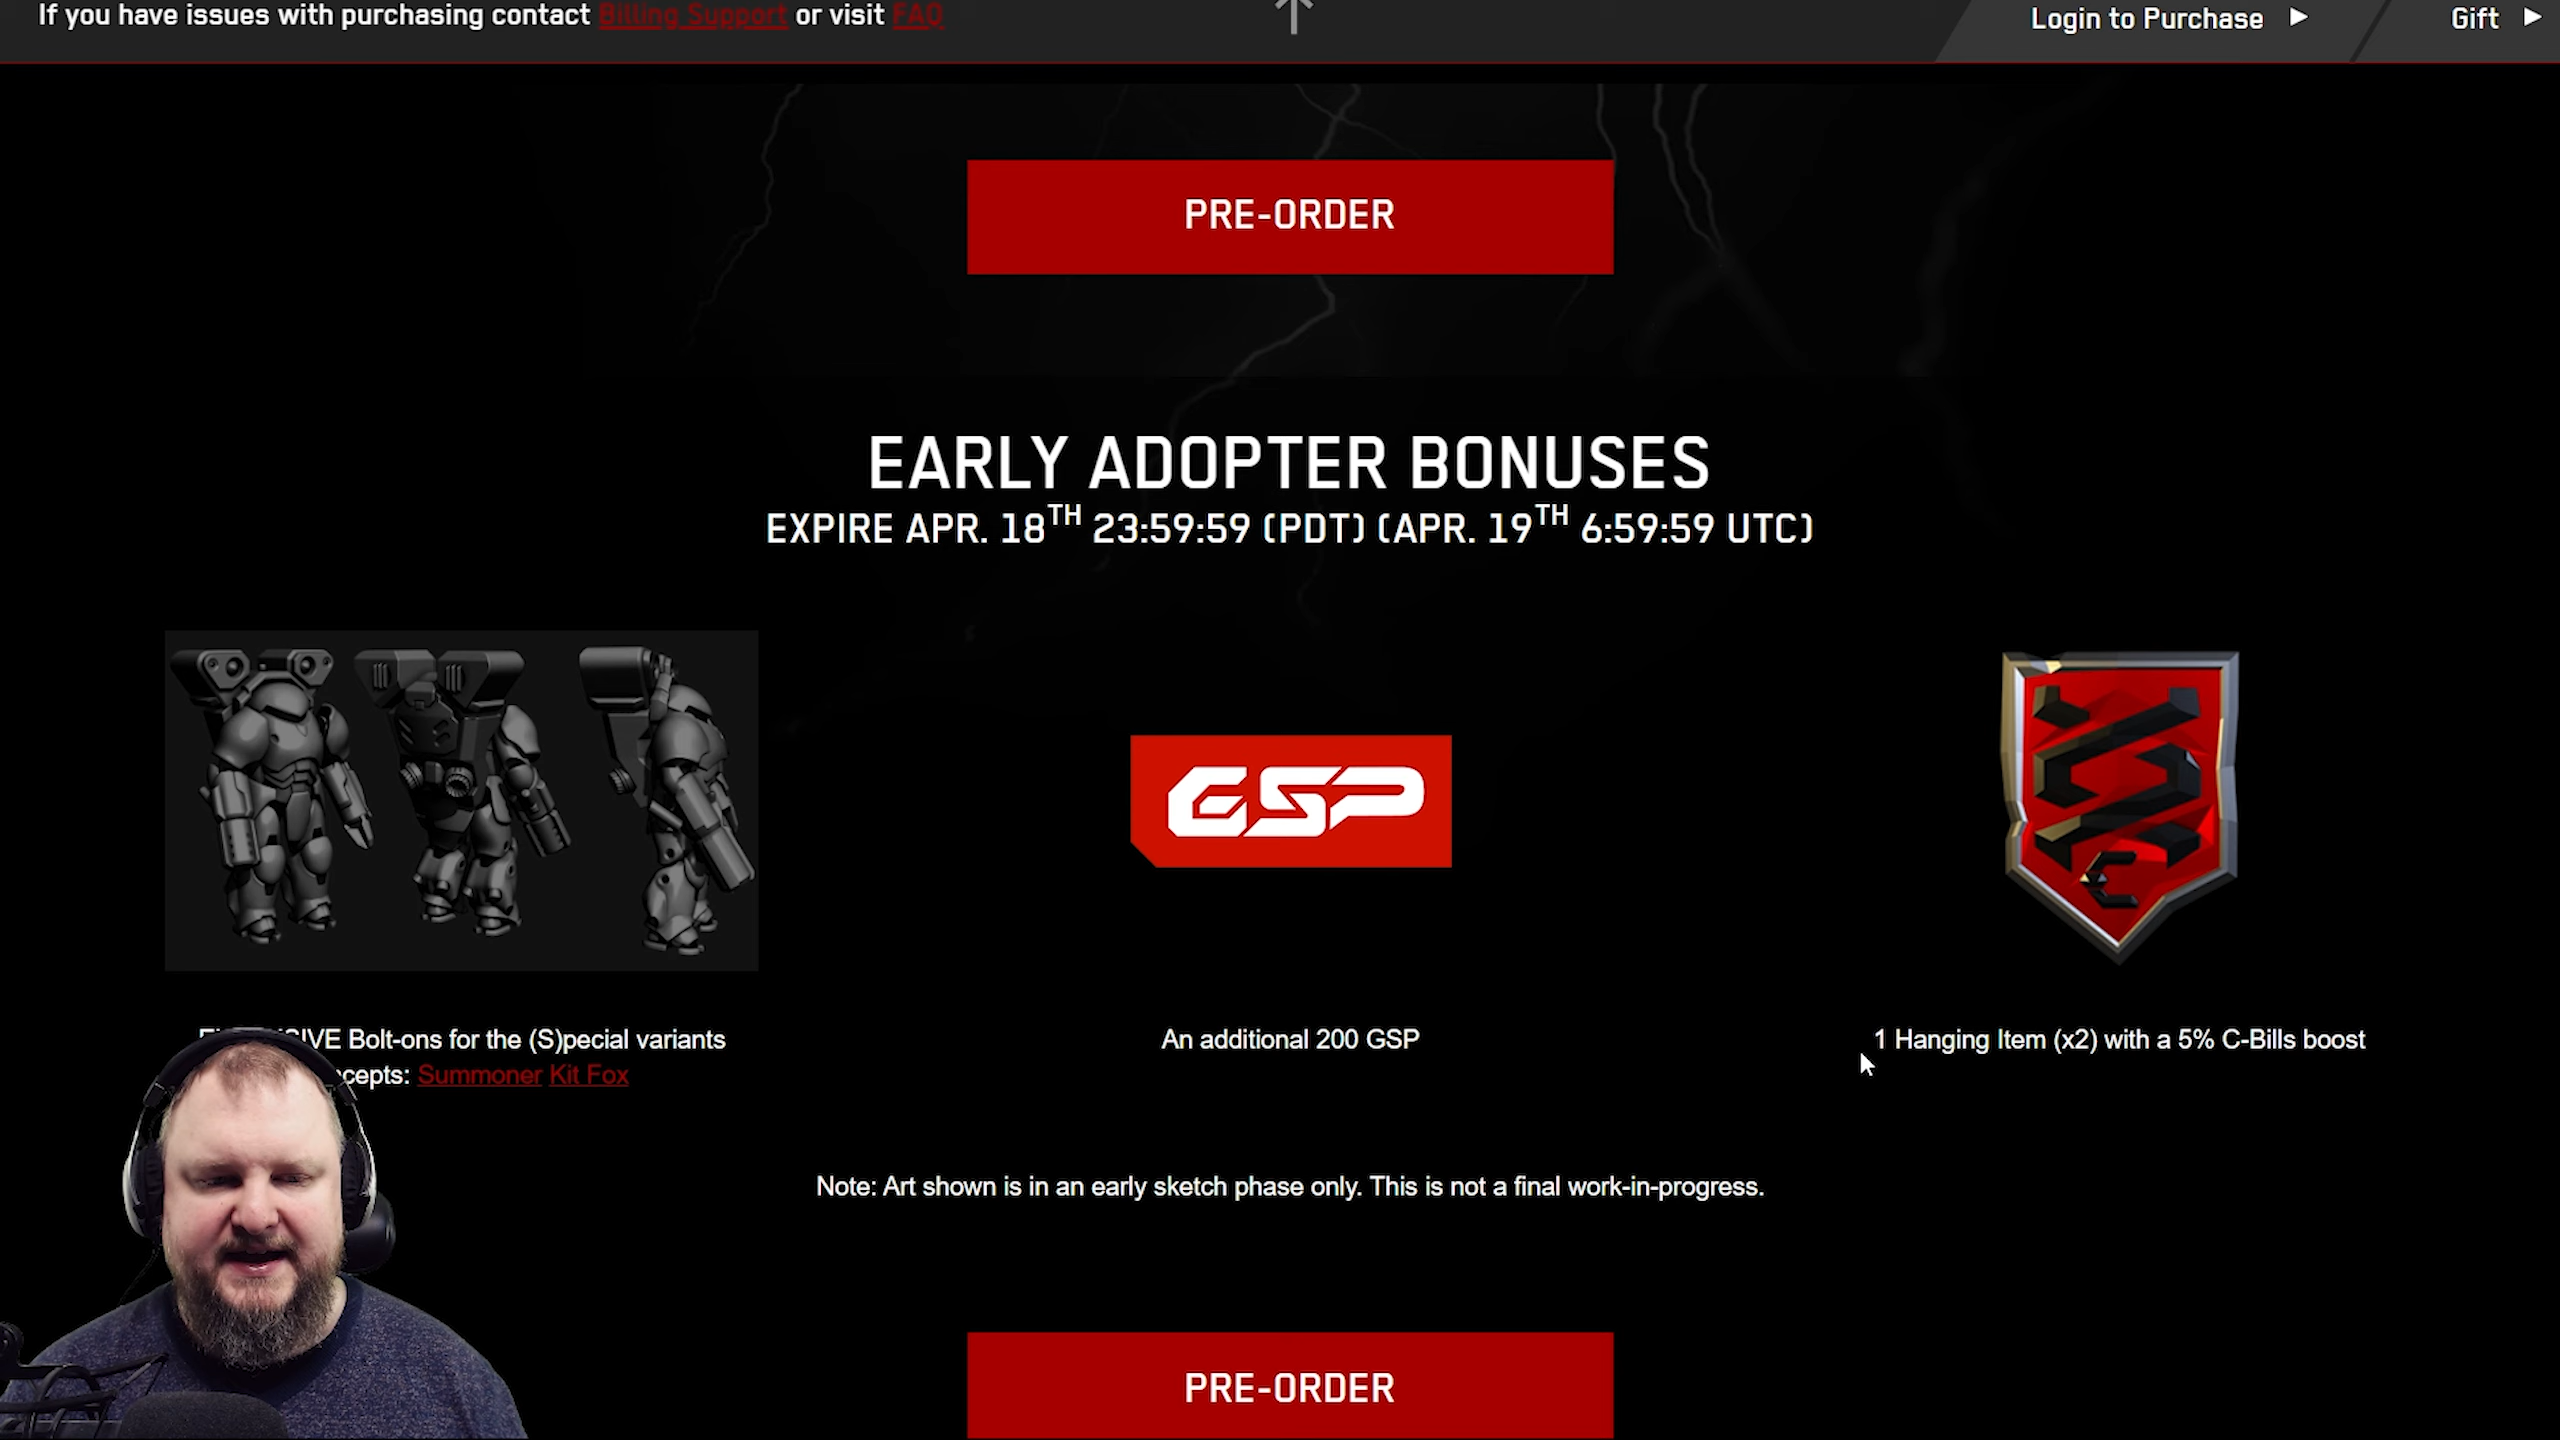 If you have issues with purchasing contact Billing Support or visit FAQ
Login to Purchase
Gift
PRE-ORDER
EARLY ADOPTER BONUSES
EXPIRE APR. 18TH 23:59:59 (PDT) (APR. 19TH 6:59:59 UTC)
GSP
Bolt-ons for the (S)pecial variants
Summoner Kit Fox
An additional 200 GSP
1 Hanging Item (x2) with a 5% C-Bills boost
Note: Art shown is in an early sketch phase only. This is not a final work-in-progress.
PRE-ORDER